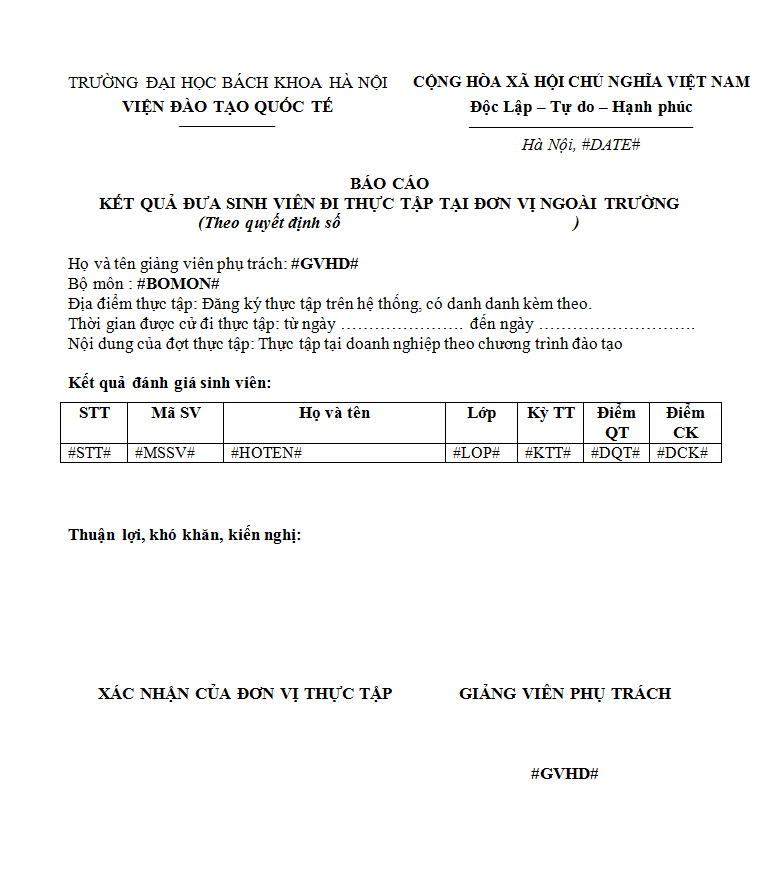 TRƯỜNG ĐẠI HỌC BÁCH KHOA HÀ NỘI
VIỆN ĐÀO TẠO QUỐC TẾ
CỘNG HÒA XÃ HỘI CHỦ NGHĨA VIỆT NAM
Độc Lập – Tự do – Hạnh phúc
Hà Nội, #DATE#
BÁO CÁO
KẾT QUẢ ĐƯA SINH VIÊN ĐI THỰC TẬP TẠI ĐƠN VỊ NGOÀI TRƯỜNG
(Theo quyết định số )
Họ và tên giảng viên phụ trách: #GVHD#
Bộ môn : #BOMON#
Địa điểm thực tập: Đăng ký thực tập trên hệ thống, có danh danh kèm theo.
Thời gian được cử đi thực tập: từ ngày …………………. đến ngày ……………………….
Nội dung của đợt thực tập: Thực tập tại doanh nghiệp theo chương trình đào tạo
Kết quả đánh giá sinh viên:
STT Mã SV Họ và tên Lớp Kỳ TT Điểm QT Điểm CK
#STT# #MSSV# #HOTEN# #LOP# #KTT# #DQT# #DCK#
Thuận lợi, khó khăn, kiến nghị:
XÁC NHẬN CỦA ĐƠN VỊ THỰC TẬP GIẢNG VIÊN PHỤ TRÁCH
#GVHD#